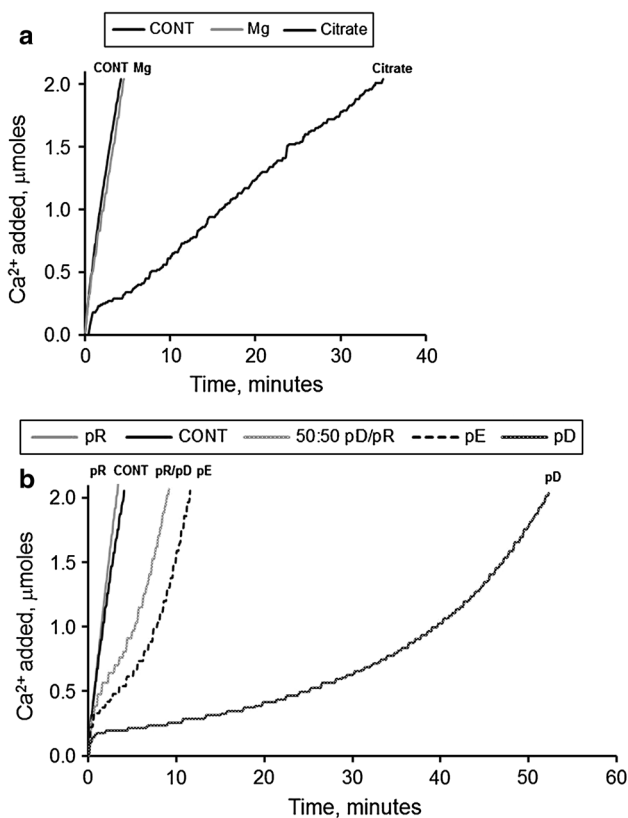 a
CONT Mg Citrate
CONT Mg Citrate
2.0
1.5
1.0
0.5
0.0
Ca²⁺ added, µmoles
0 10 20 30 40
Time, minutes
b
pR CONT 50:50 pD/pR pE pD
pR CONT pR/pD pE pD
2.0
1.5
1.0
0.5
0.0
Ca²⁺ added, µmoles
0 10 20 30 40 50 60
Time, minutes